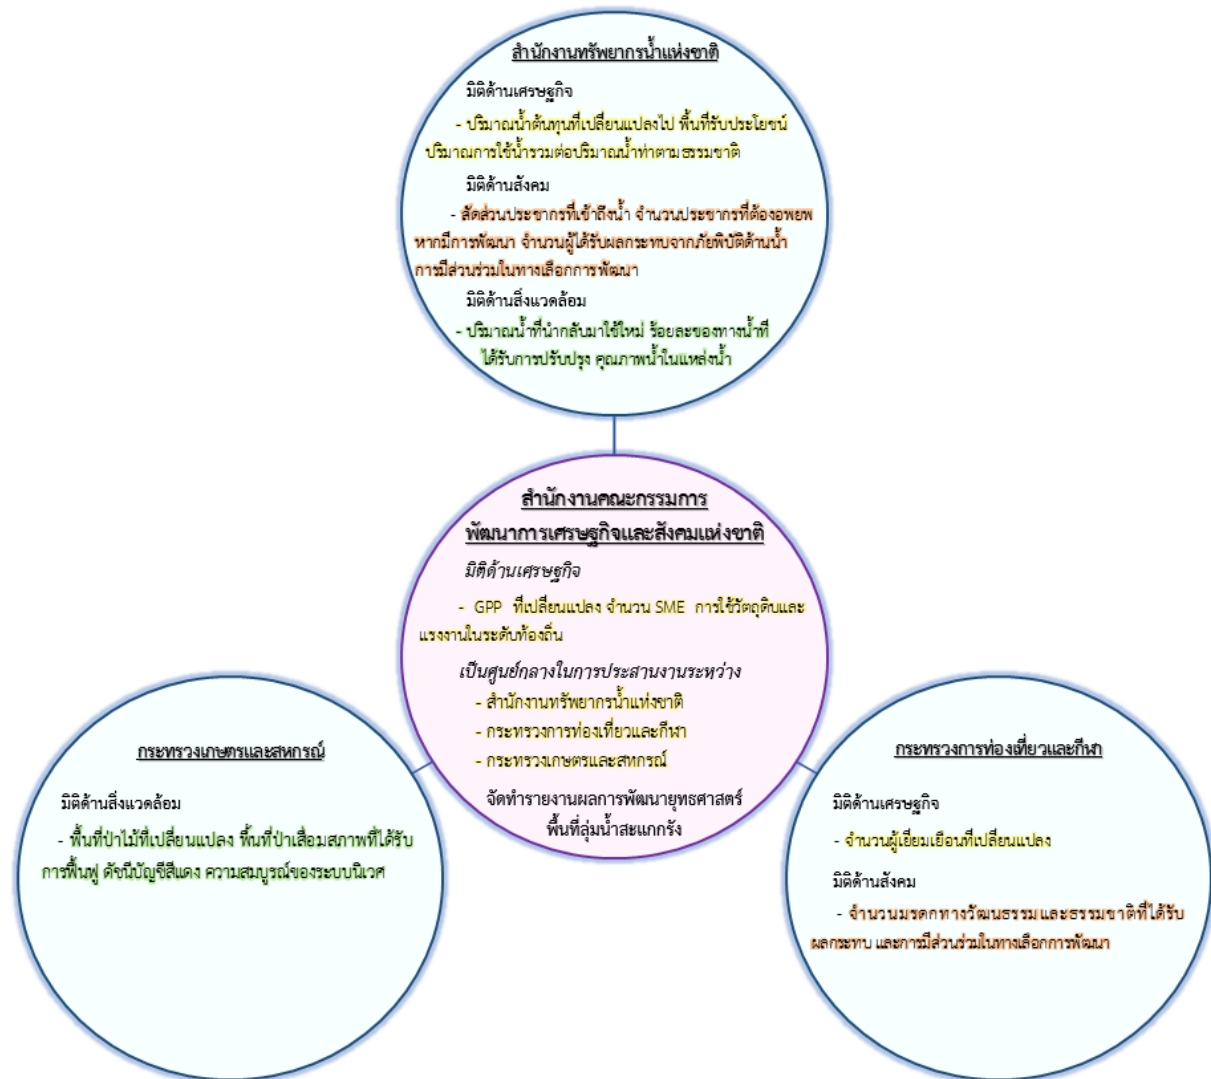 สำนักงานทรัพยากรน้ำแห่งชาติ
มิติด้านเศรษฐกิจ
- ปริมาณน้ำต้นทุนที่เปลี่ยนแปลงไป พื้นที่รับประโยชน์
ปริมาณการใช้น้ำรวมต่อปริมาณน้ำท่าตามธรรมชาติ
มิติด้านสังคม
- สัดส่วนประชากรที่เข้าถึงน้ำ จำนวนประชากรที่ต้องอพยพ
หากมีการพัฒนา จำนวนผู้ได้รับผลกระทบจากภัยพิบัติด้านน้ำ
การมีส่วนร่วมในทางเลือกการพัฒนา
มิติด้านสิ่งแวดล้อม
- ปริมาณน้ำที่นำกลับมาใช้ใหม่ ร้อยละของทางน้ำที่
ได้รับการปรับปรุง คุณภาพน้ำในแหล่งน้ำ
สำนักงานคณะกรรมการ
พัฒนาการเศรษฐกิจและสังคมแห่งชาติ
มิติด้านเศรษฐกิจ
- GPP ที่เปลี่ยนแปลง จำนวน SME การใช้วัตถุดิบและ
แรงงานในระดับท้องถิ่น
เป็นศูนย์กลางในการประสานงานระหว่าง
- สำนักงานทรัพยากรน้ำแห่งชาติ
- กระทรวงการท่องเที่ยวและกีฬา
- กระทรวงเกษตรและสหกรณ์
จัดทำรายงานผลการพัฒนายุทธศาสตร์
พื้นที่ลุ่มน้ำสะแกกรัง
กระทรวงเกษตรและสหกรณ์
มิติด้านสิ่งแวดล้อม
- พื้นที่ป่าไม้ที่เปลี่ยนแปลง พื้นที่ป่าเสื่อมสภาพที่ได้รับ
การฟื้นฟู ดัชนีบัญชีสีแดง ความสมบูรณ์ของระบบนิเวศ
กระทรวงการท่องเที่ยวและกีฬา
มิติด้านเศรษฐกิจ
- จำนวนผู้เยี่ยมเยือนที่เปลี่ยนแปลง
มิติด้านสังคม
- จำนวนมรดกทางวัฒนธรรมและธรรมชาติที่ได้รับ
ผลกระทบ และการมีส่วนร่วมในทางเลือกการพัฒนา